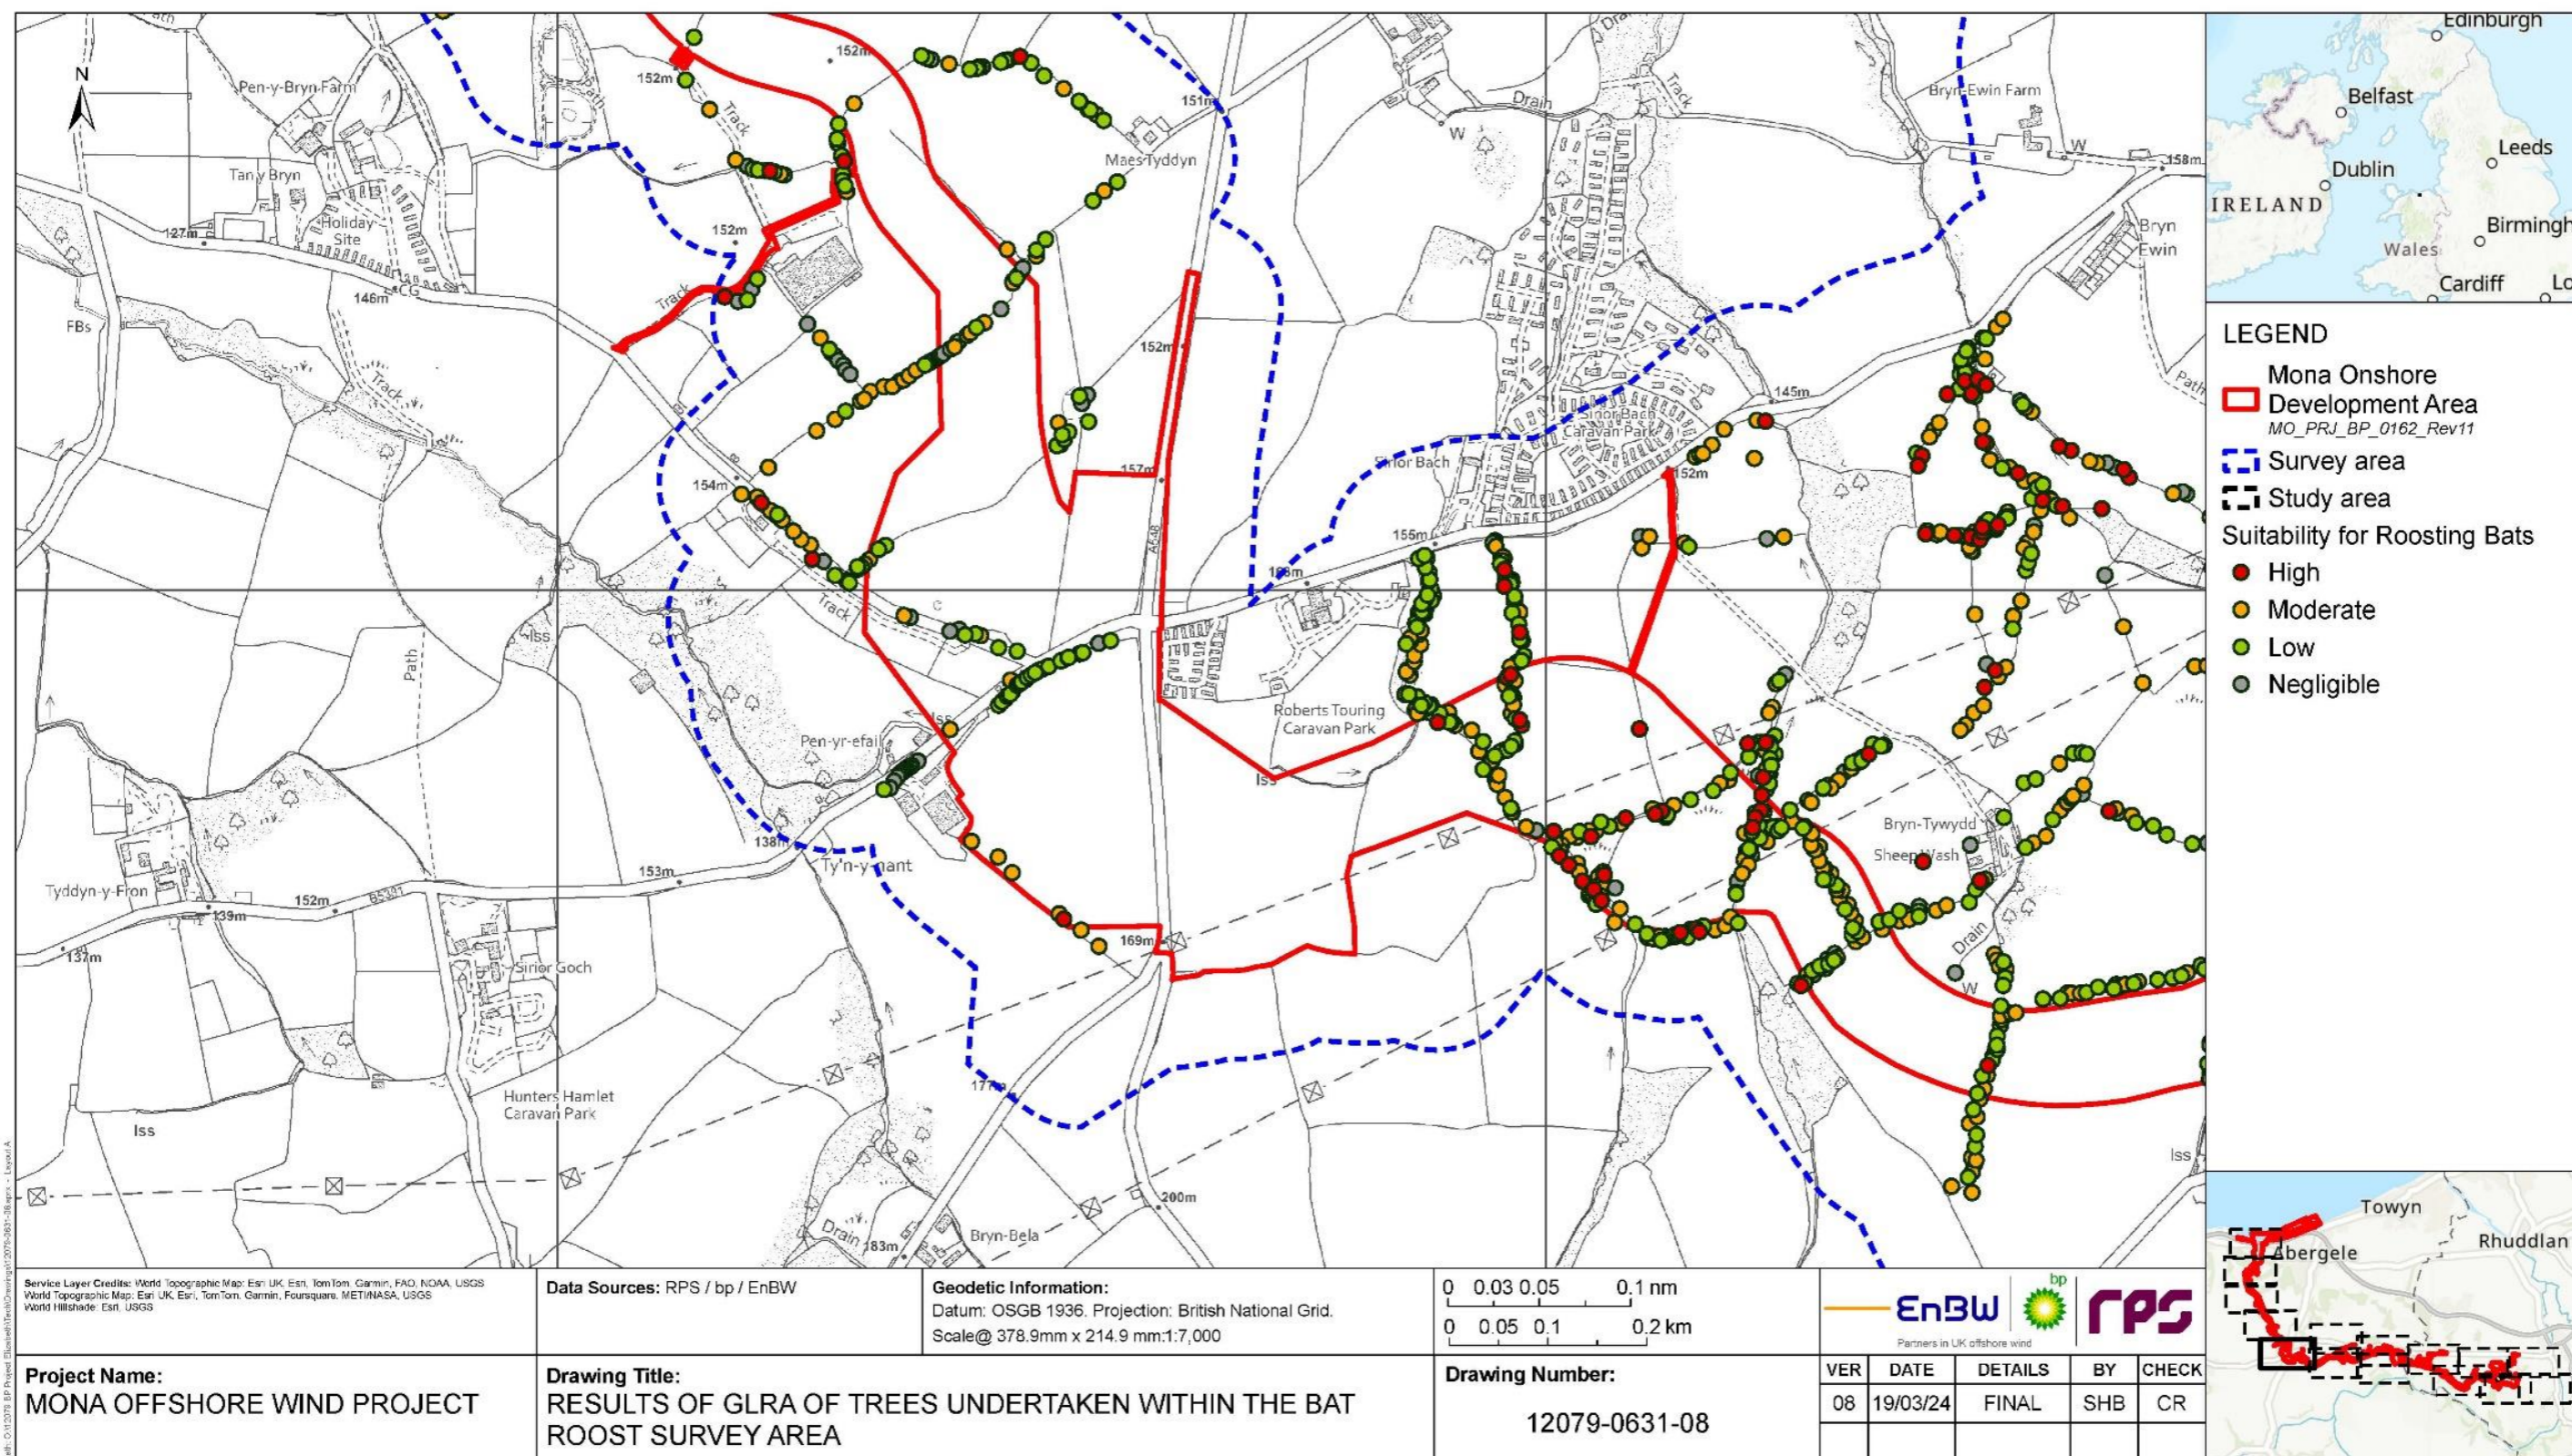 Path
N
Pen-y-Bryn Farm
Tan y Bryn
Holiday
Site
127m
146m
CG
FBs
Track
Path
152m
152m
Track
152m
Track
151m
Maes Tyddyn
152m
157m
A548
154m
Track
Iss
Path
C
Drain
Track
Drain
W
Bryn-Ewin Farm
W
158m
Bryn
Ewin
Path
145m
Sirior Bach
Caravan Park
Sirior Bach
152m
155m
Roberts Touring
Caravan Park
Iss
Iss
Pen-yr-efail
138m
Ty'n-y-nant
153m
Tyddyn-y-Fron
152m
B5381
139m
137m
Sirior Goch
169m
Bryn-Tywydd
Sheep Wash
Drain
W
Hunters Hamlet
Caravan Park
Iss
177m
200m
Drain
183m
Bryn-Bela
Iss
Edinburgh
Belfast
Leeds
Dublin
IRELAND
Birmingh
Wales
Cardiff
Lo
LEGEND
Mona Onshore
Development Area
MO_PRJ_BP_0162_Rev11
Survey area
Study area
Suitability for Roosting Bats
High
Moderate
Low
Negligible
Towyn
Abergele
Rhuddlan
Service Layer Credits: World Topographic Map: Esri UK, Esri, TomTom, Garmin, FAO, NOAA, USGS
World Topographic Map: Esri UK, Esri, TomTom, Garmin, Foursquare, METI/NASA, USGS
World Hillshade: Esri, USGS
Data Sources: RPS / bp / EnBW
Geodetic Information:
Datum: OSGB 1936. Projection: British National Grid.
Scale@ 378.9mm x 214.9 mm:1:7,000
0 0.03 0.05 0.1 nm
0 0.05 0.1 0.2 km
EnBW
bp
rps
Partners in UK offshore wind
Project Name:
MONA OFFSHORE WIND PROJECT
Drawing Title:
RESULTS OF GLRA OF TREES UNDERTAKEN WITHIN THE BAT
ROOST SURVEY AREA
Drawing Number:
12079-0631-08
VER DATE DETAILS BY CHECK
08 19/03/24 FINAL SHB CR